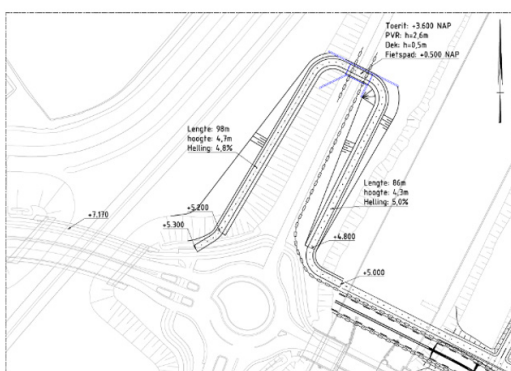 Toerit: +3.600 NAP
PVR: h=2,6m
Dek: h=0,5m
Fietspad: +0.500 NAP
Lengte: 98m
hoogte: 4,7m
Helling: 4,8%
Lengte: 86m
hoogte: 4,3m
Helling: 5,0%
+5.200
+7.170
+5.300
+4.800
+5.000